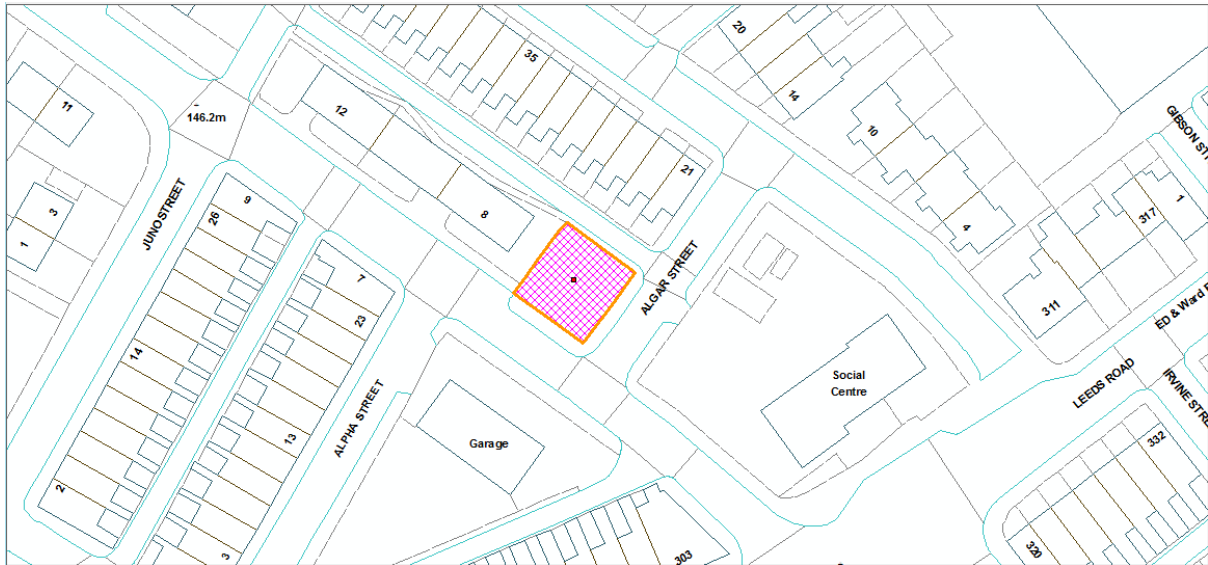 20
35
14
11
12
146.2m
10
GIBSON ST
21
1
317
9
3
26
8
4
1
JUNO STREET
7
ALGAR STREET
311
ED & Ward
23
14
Social
Centre
LEEDS ROAD
IRVINE STRE
ALPHA STREET
13
Garage
332
2
3
303
320